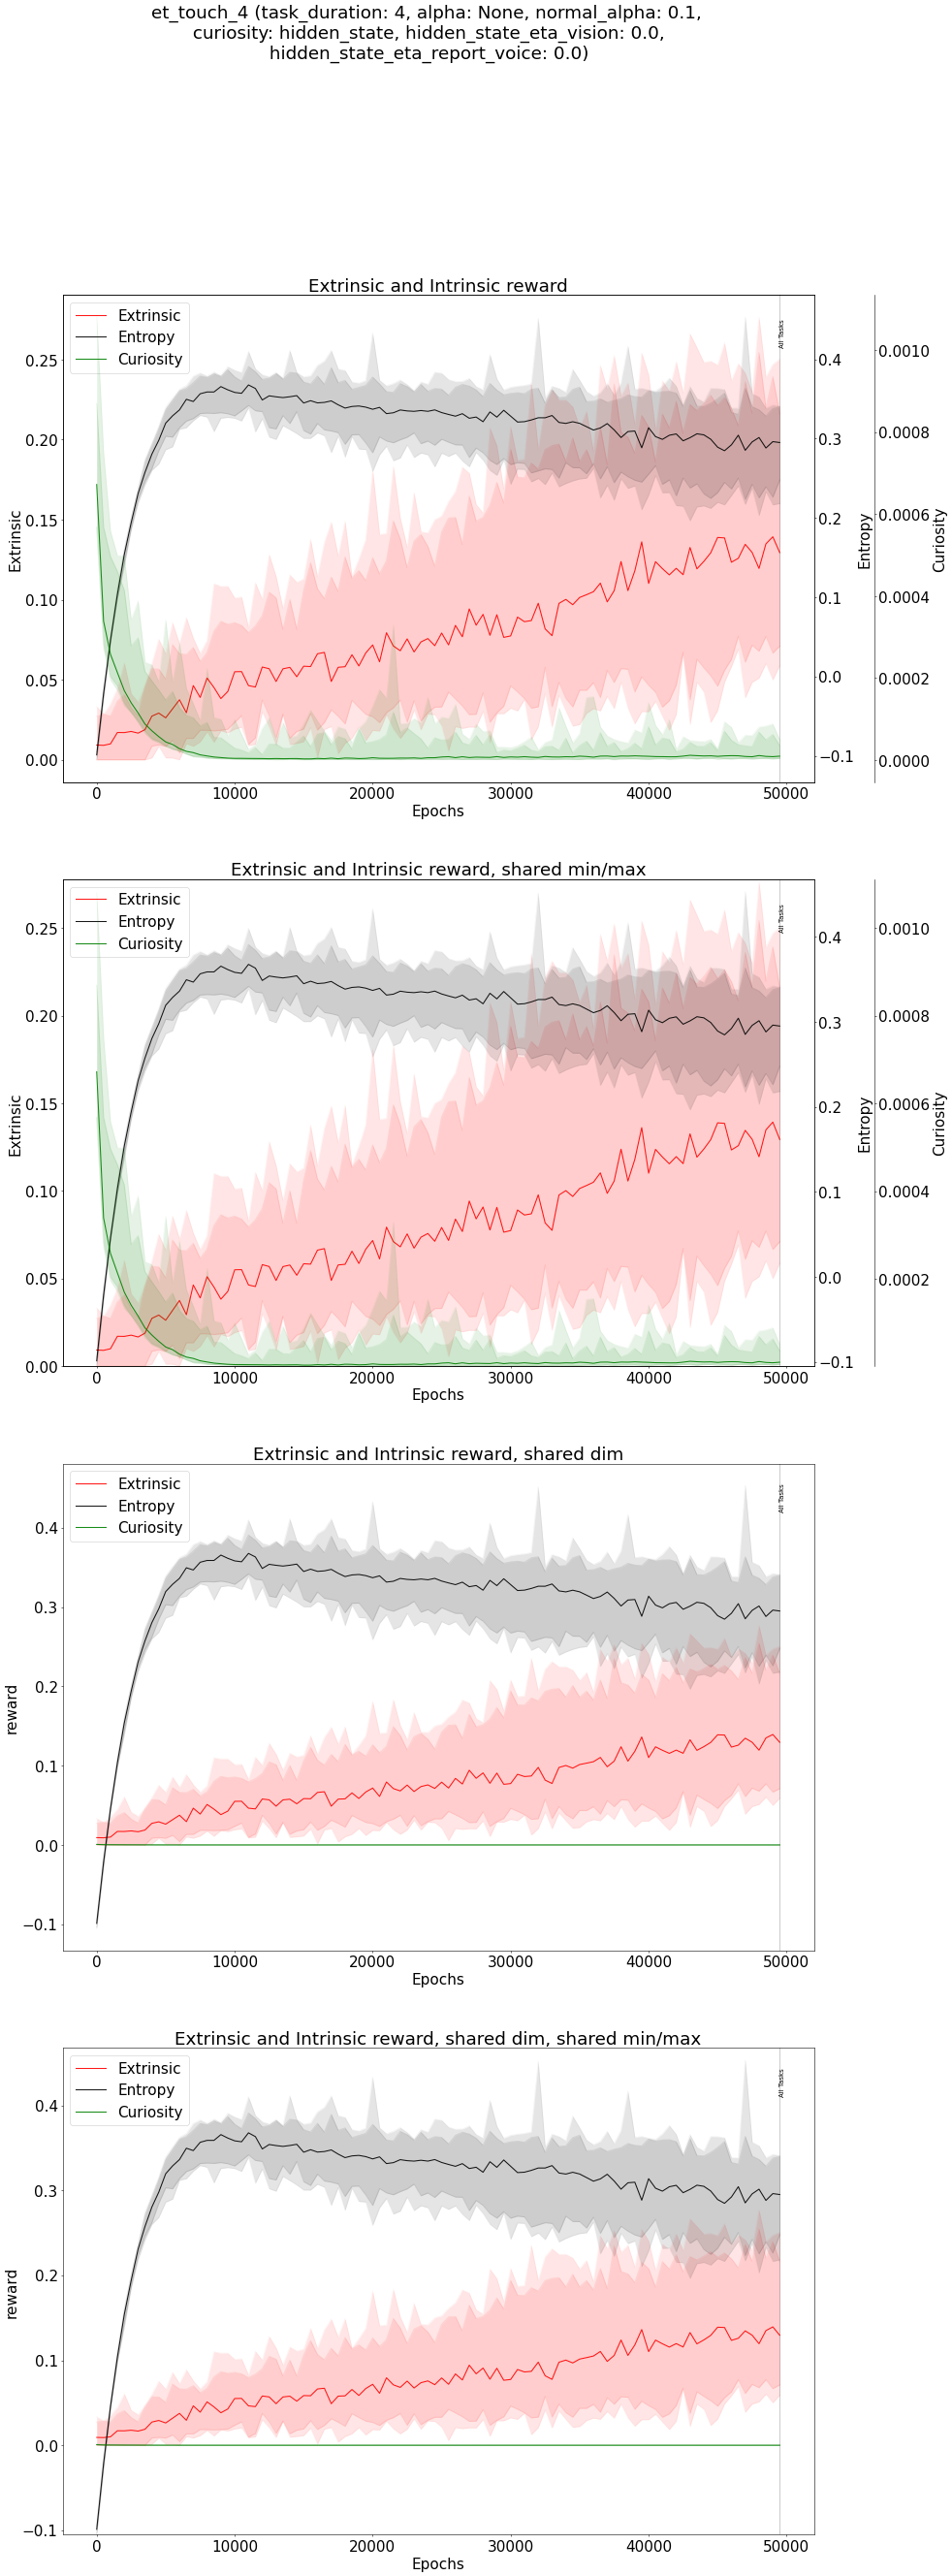 et_touch_4 (task_duration: 4, alpha: None, normal_alpha: 0.1,
curiosity: hidden_state, hidden_state_eta_vision: 0.0,
hidden_state_eta_report_voice: 0.0)
Extrinsic and Intrinsic reward
Extrinsic
Entropy
Curiosity
All Tasks
0.25
0.20
0.15
0.10
0.05
0.00
Extrinsic
0.4
0.3
0.2
0.1
0.0
−0.1
Entropy
0.0010
0.0008
0.0006
0.0004
0.0002
0.0000
Curiosity
0 10000 20000 30000 40000 50000
Epochs
Extrinsic and Intrinsic reward, shared min/max
Extrinsic
Entropy
Curiosity
All Tasks
0.25
0.20
0.15
0.10
0.05
0.00
Extrinsic
0.4
0.3
0.2
0.1
0.0
−0.1
Entropy
0.0010
0.0008
0.0006
0.0004
0.0002
Curiosity
0 10000 20000 30000 40000 50000
Epochs
Extrinsic and Intrinsic reward, shared dim
Extrinsic
Entropy
Curiosity
All Tasks
0.4
0.3
0.2
0.1
0.0
−0.1
reward
0 10000 20000 30000 40000 50000
Epochs
Extrinsic and Intrinsic reward, shared dim, shared min/max
Extrinsic
Entropy
Curiosity
All Tasks
0.4
0.3
0.2
0.1
0.0
−0.1
reward
0 10000 20000 30000 40000 50000
Epochs